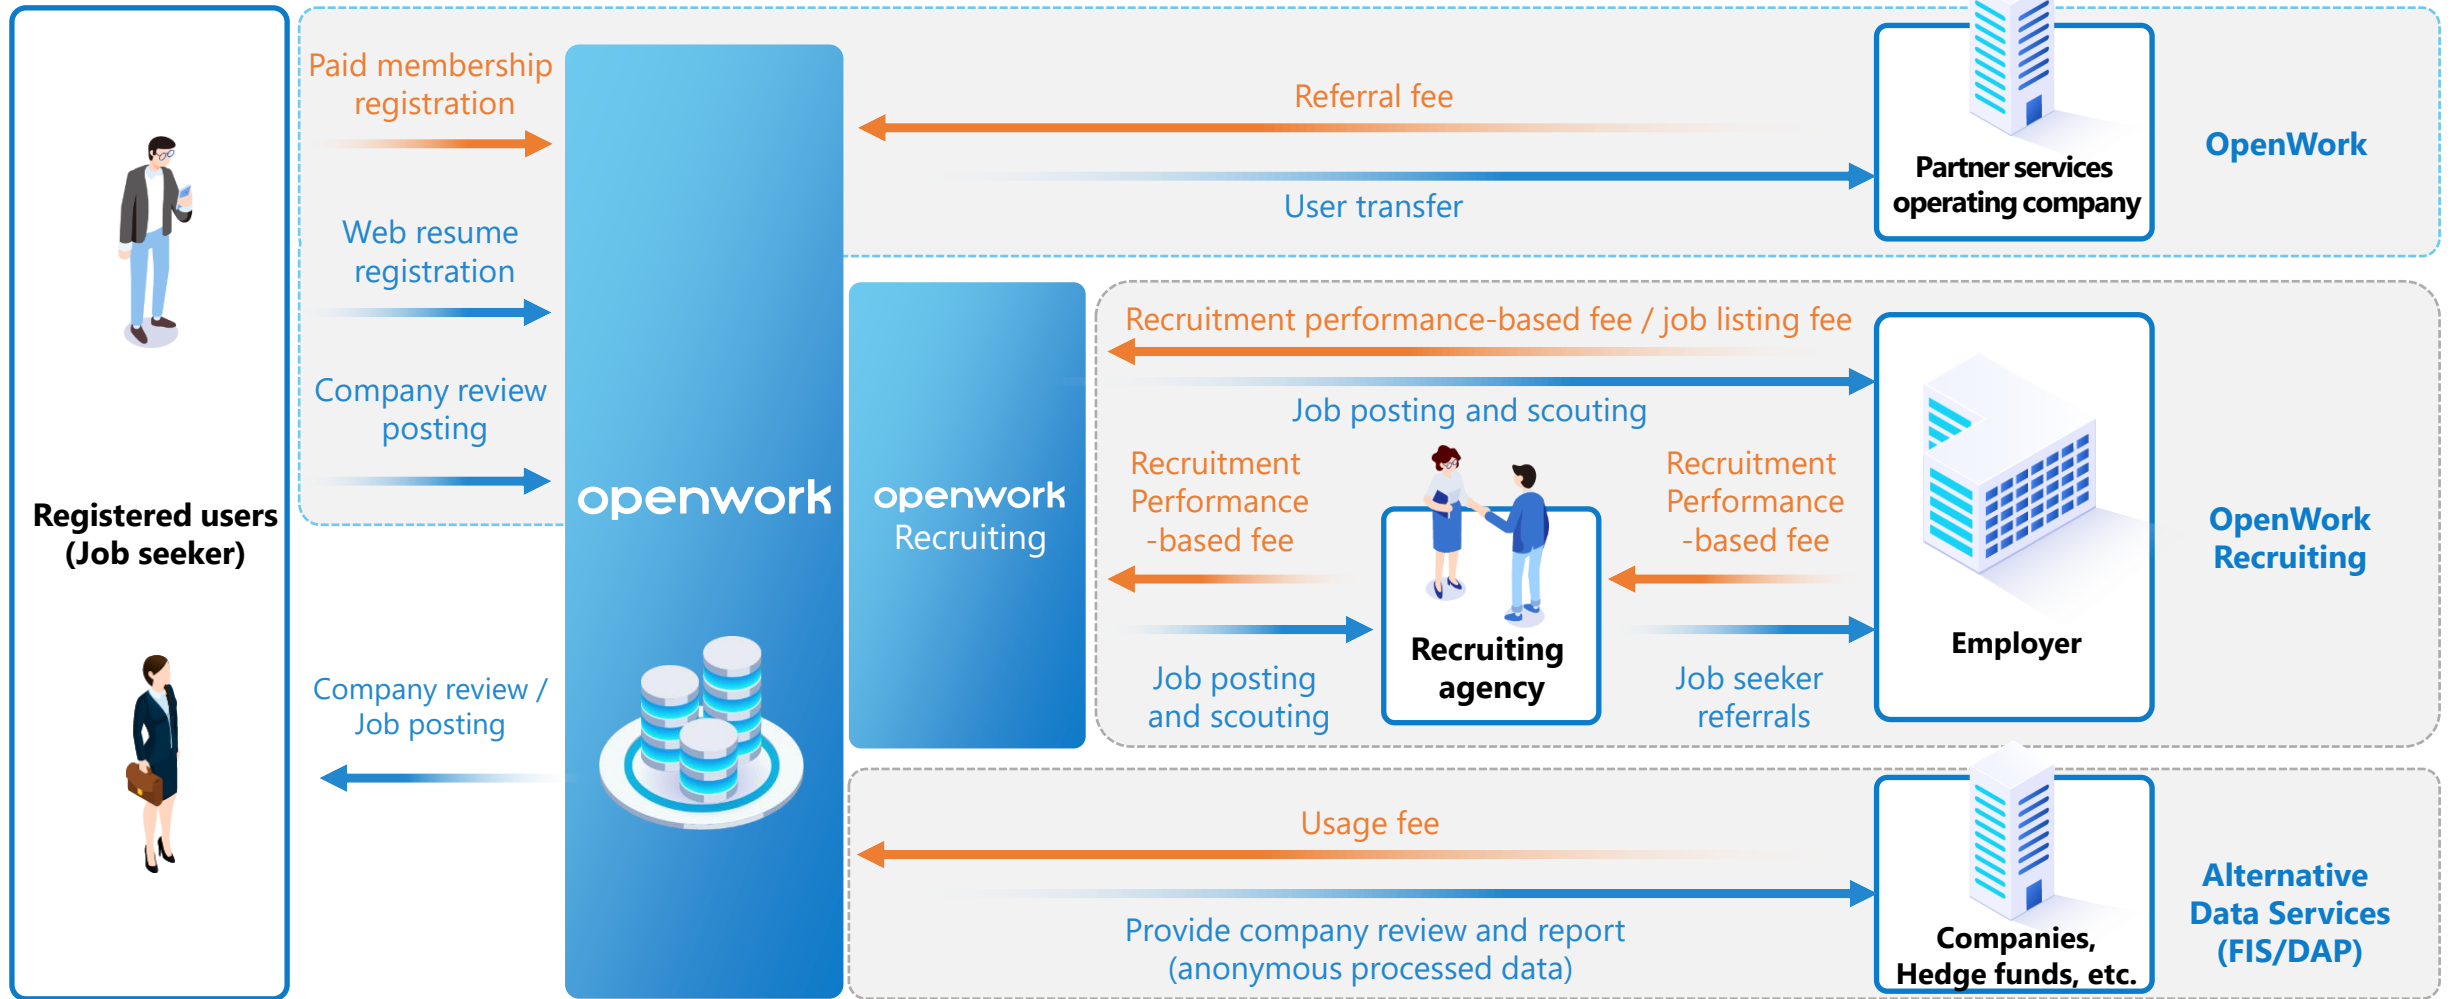 Registered users
(Job seeker)
Paid membership
registration
Web resume
registration
Company review
posting
Company review /
Job posting
openwork
Referral fee
User transfer
Partner services
operating company
OpenWork
openwork
Recruiting
Recruitment performance-based fee / job listing fee
Job posting and scouting
Recruitment
Performance
-based fee
Job posting
and scouting
Recruiting
agency
Recruitment
Performance
-based fee
Job seeker
referrals
Employer
OpenWork
Recruiting
Usage fee
Provide company review and report
(anonymous processed data)
Companies,
Hedge funds, etc.
Alternative
Data Services
(FIS/DAP)